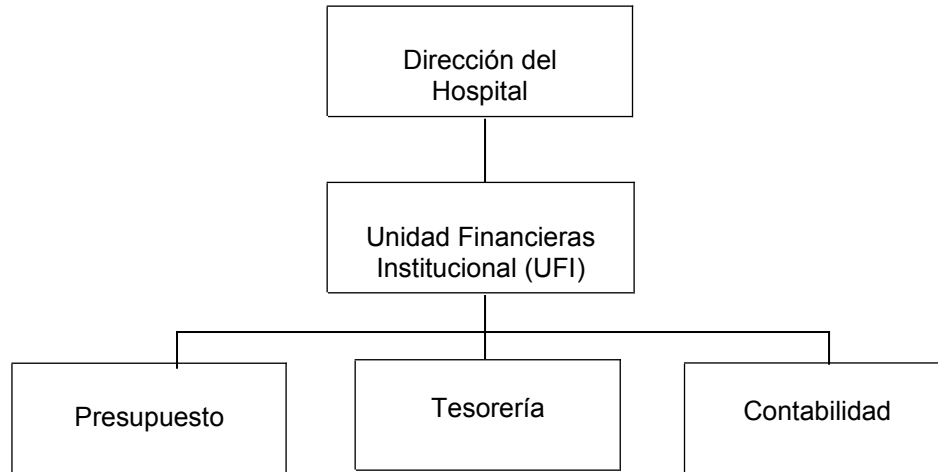 Dirección del
Hospital
Unidad Financieras
Institucional (UFI)
Presupuesto
Tesorería
Contabilidad